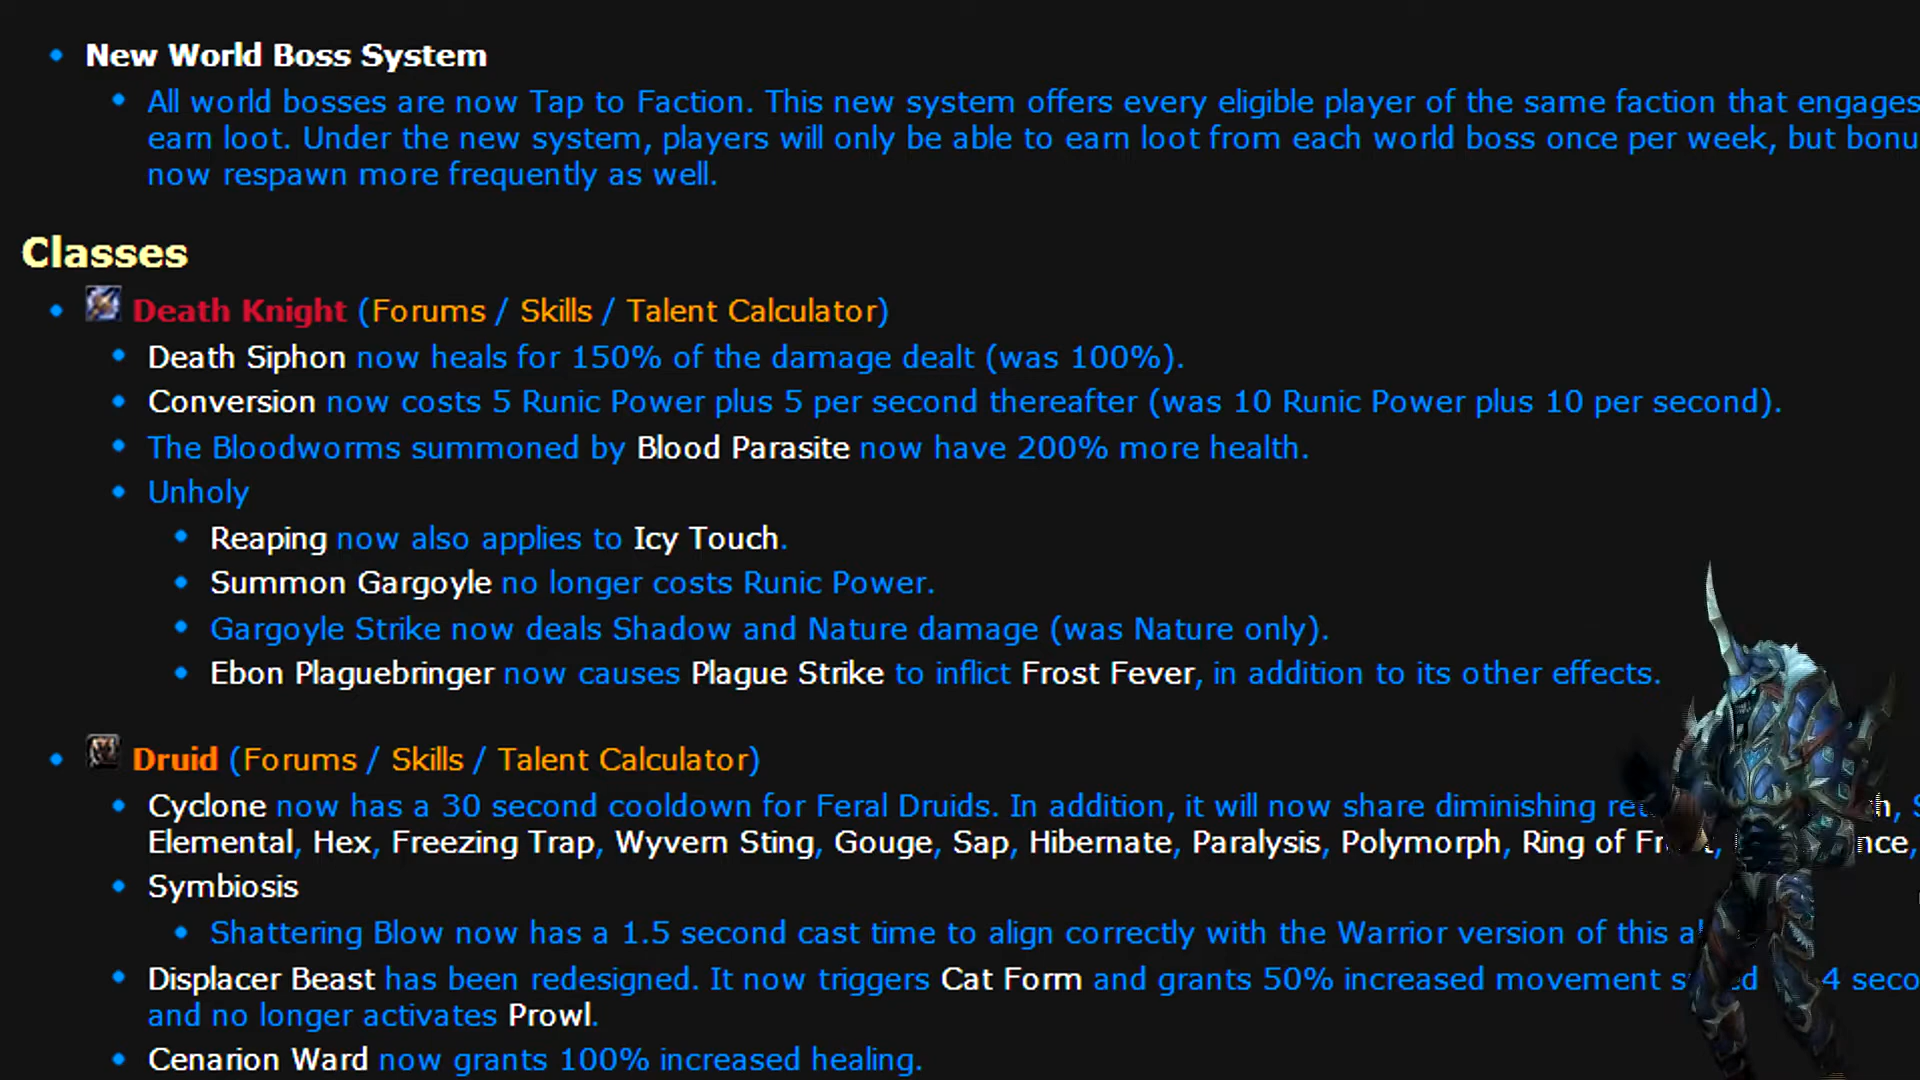 New World Boss System
All world bosses are now Tap to Faction. This new system offers every eligible player of the same faction that engages
earn loot. Under the new system, players will only be able to earn loot from each world boss once per week, but
now respawn more frequently as well.
Classes
Death Knight (Forums / Skills / Talent Calculator)
Death Siphon now heals for 150% of the damage dealt (was 100%).
Conversion now costs 5 Runic Power plus 5 per second thereafter (was 10 Runic Power plus 10 per second).
The Bloodworms summoned by Blood Parasite now have 200% more health.
Unholy
Reaping now also applies to Icy Touch.
Summon Gargoyle no longer costs Runic Power.
Gargoyle Strike now deals Shadow and Nature damage (was Nature only).
Ebon Plaguebringer now causes Plague Strike to inflict Frost Fever, in addition to its other effects.
Druid (Forums / Skills / Talent Calculator)
Cyclone now has a 30 second cooldown for Feral Druids. In addition, it will now share diminishing
Elemental, Hex, Freezing Trap, Wyvern Sting, Gouge, Sap, Hibernate, Paralysis, Polymorph, Ring of
Symbiosis
Shattering Blow now has a 1.5 second cast time to align correctly with the Warrior version of this
Displacer Beast has been redesigned. It now triggers Cat Form and grants 50% increased movement 4
and no longer activates Prowl.
Cenarion Ward now grants 100% increased healing.